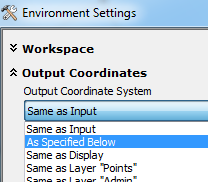 Environment Settings
Workspace
Output Coordinates
Output Coordinate System
Same as Input
Same as Input
As Specified Below
Same as Display
Same as Layer "Points"
Same as Layer "Admin"